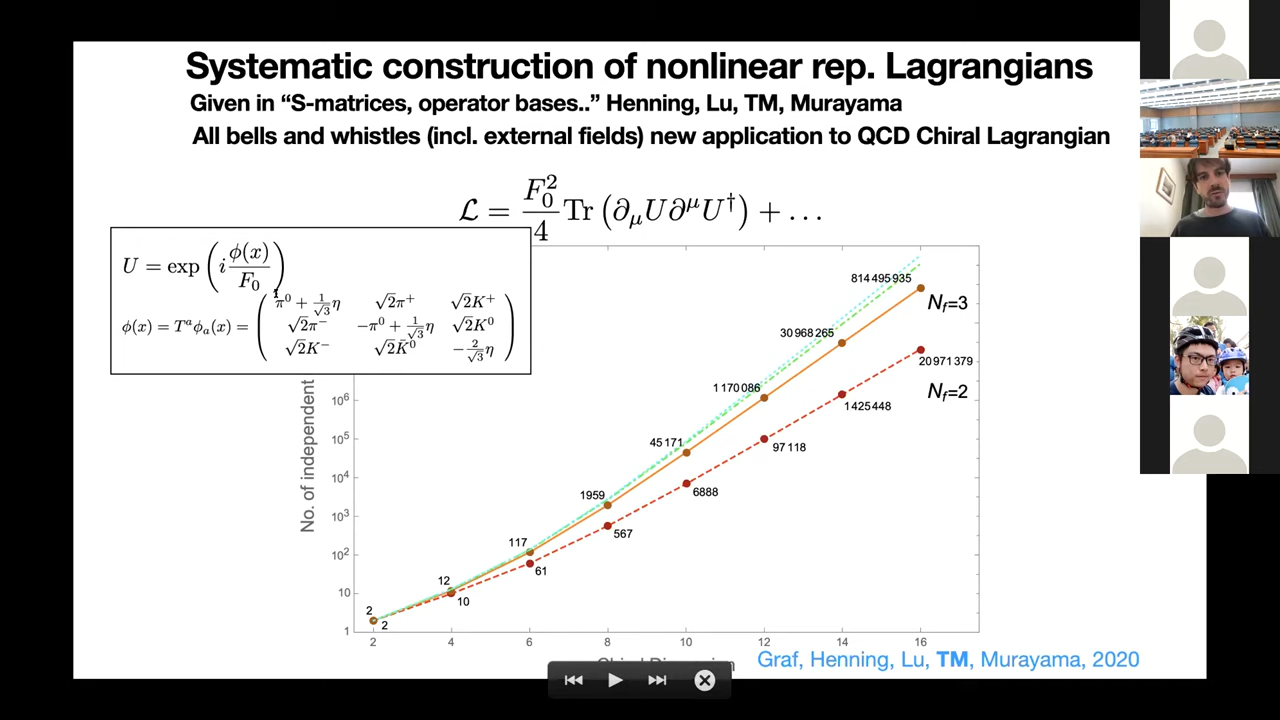 Systematic construction of nonlinear rep. Lagrangians
Given in “S-matrices, operator bases..” Henning, Lu, TM, Murayama
All bells and whistles (incl. external fields) new application to QCD Chiral Lagrangian
ℒ = F₀²/4 Tr (∂_μ U ∂^μ U†) + …
U = exp (i ϕ(x)/F₀)
ϕ(x) = Tᵃϕₐ(x) = ( π⁰ + 1/√3 η √2π⁺ √2K⁺
√2π⁻ −π⁰ + 1/√3 η √2K⁰
√2K⁻ √2K̄⁰ −2/√3 η )
814 495 935
N_f=3
30 968 265
20 971 379
N_f=2
1 170 086
1 425 448
45 171
97 118
1959
6888
117
567
12
61
2
10
2
No. of independent
10⁶
10⁵
10⁴
10³
10²
10
1
2 4 6 8 10 12 14 16
Graf, Henning, Lu, TM, Murayama, 2020